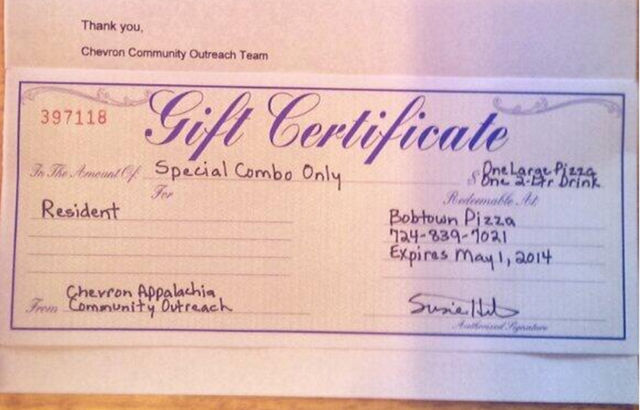 Thank you,
Chevron Community Outreach Team
397118
Gift Certificate
In The Amount Of Special Combo Only $ One Large Pizza
One 2-Ltr Drink
For
Redeemable At
Resident
Bobtown Pizza
724-839-7021
Expires May 1, 2014
From Chevron Appalachia
Community Outreach
Susie
Authorized Signature